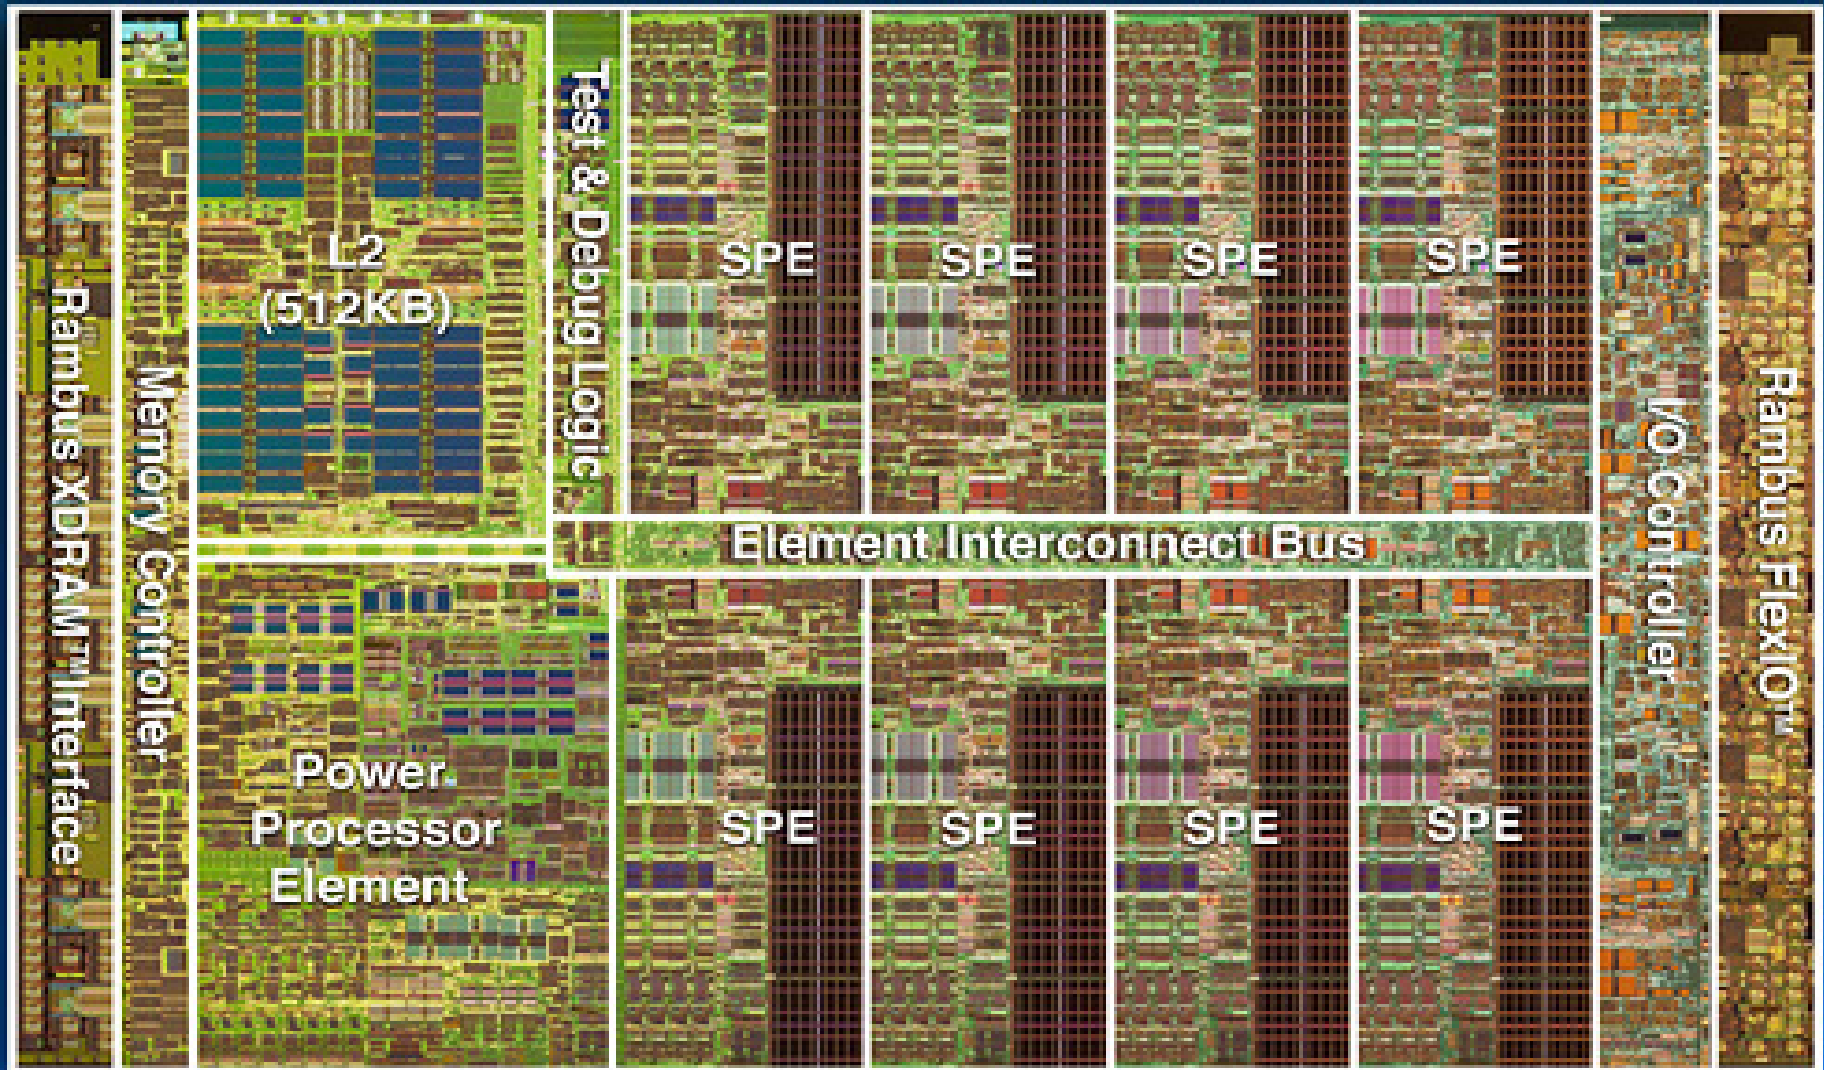 Rambus XDRAM™ Interface
Memory Controller
L2
(512KB)
Test & Debug Logic
SPE
SPE
SPE
SPE
I/O Controller
Rambus FlexIO™
Element Interconnect Bus
Power
Processor
Element
SPE
SPE
SPE
SPE